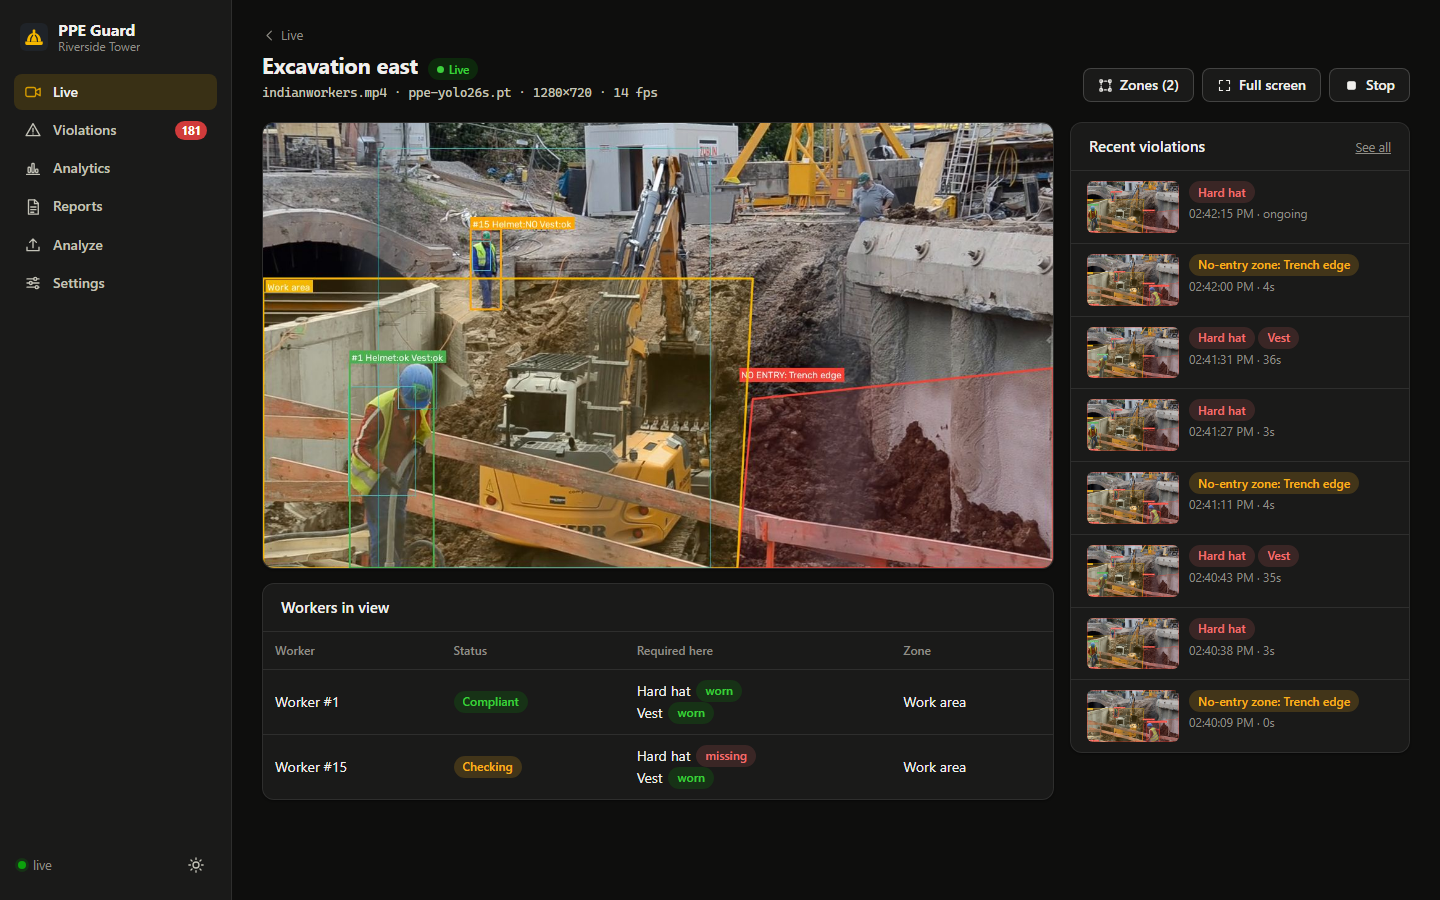 PPE Guard
Riverside Tower
Live
Violations 181
Analytics
Reports
Analyze
Settings
live
Live
Excavation east Live
indianworkers.mp4 · ppe-yolo26s.pt · 1280×720 · 14 fps
Zones (2) Full screen Stop
#15 Helmet:NO Vest:ok
Work area
#1 Helmet:ok Vest:ok
NO ENTRY: Trench edge
Workers in view
Worker Status Required here Zone
Worker #1 Compliant Hard hat worn Work area
Vest worn
Worker #15 Checking Hard hat missing Work area
Vest worn
Recent violations See all
Hard hat
02:42:15 PM · ongoing
No-entry zone: Trench edge
02:42:00 PM · 4s
Hard hat Vest
02:41:31 PM · 36s
Hard hat
02:41:27 PM · 3s
No-entry zone: Trench edge
02:41:11 PM · 4s
Hard hat Vest
02:40:43 PM · 35s
Hard hat
02:40:38 PM · 3s
No-entry zone: Trench edge
02:40:09 PM · 0s